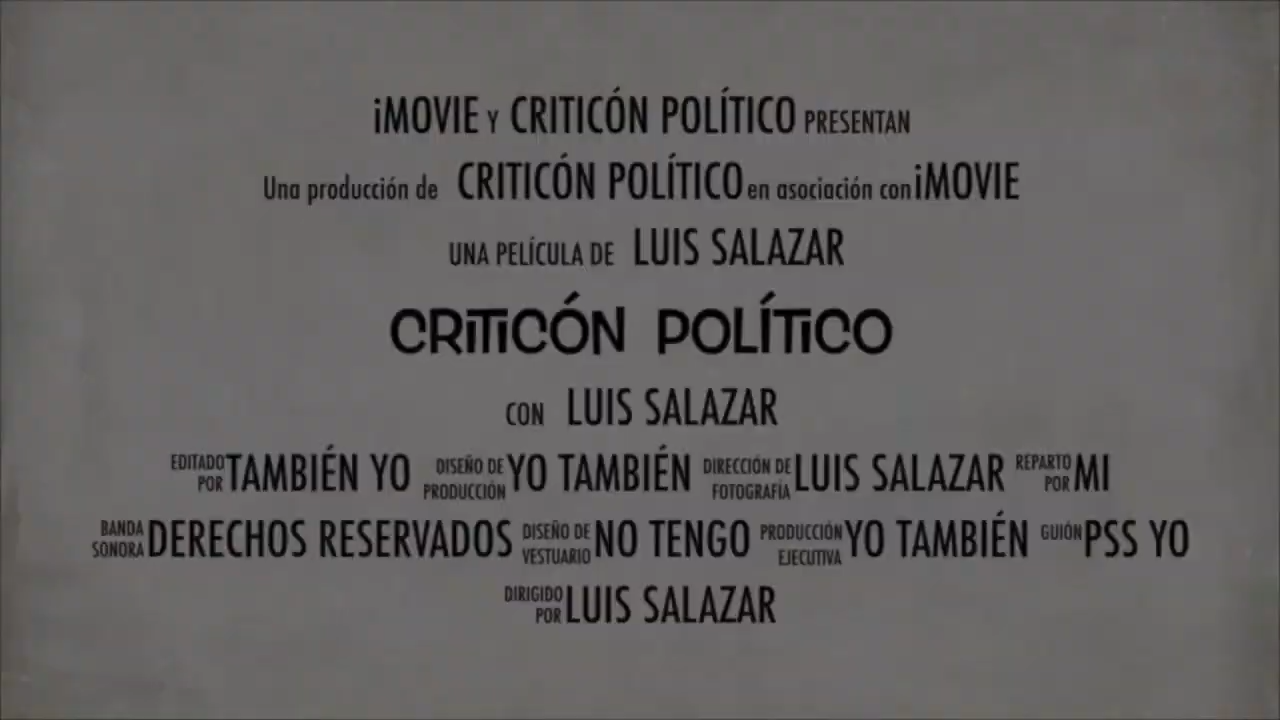 iMOVIE Y CRITICÓN POLÍTICO PRESENTAN
Una producción de CRITICÓN POLÍTICO en asociación con iMOVIE
UNA PELÍCULA DE LUIS SALAZAR
CRITICÓN POLÍTICO
CON LUIS SALAZAR
EDITADO POR TAMBIÉN YO DISEÑO DE PRODUCCIÓN YO TAMBIÉN DIRECCIÓN DE FOTOGRAFÍA LUIS SALAZAR REPARTO POR MI
BANDA SONORA DERECHOS RESERVADOS DISEÑO DE VESTUARIO NO TENGO PRODUCCIÓN EJECUTIVA YO TAMBIÉN GUIÓN PSS YO
DIRIGIDO POR LUIS SALAZAR